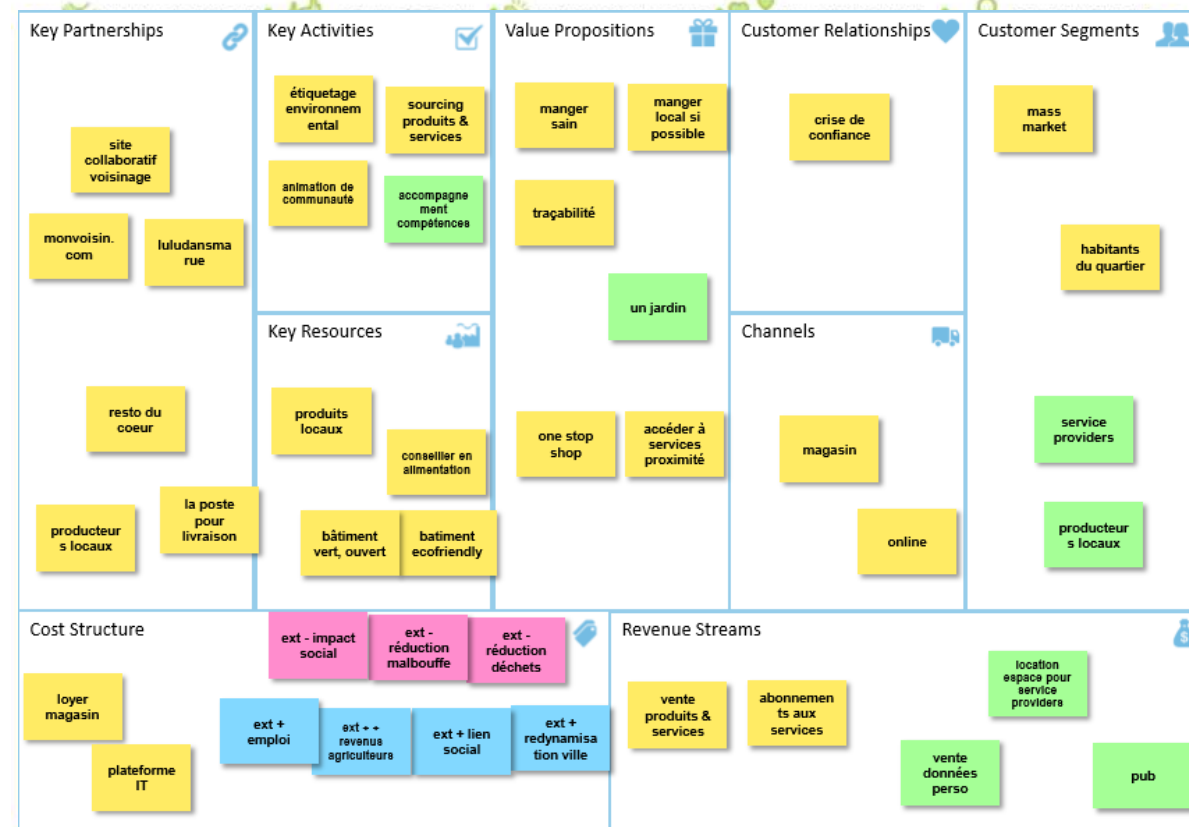 Key Partnerships
site
collaboratif
voisinage
monvoisin.
com
luludansma
rue
resto du
coeur
producteur
s locaux
la poste
pour
livraison
Key Activities
étiquetage
environnem
ental
sourcing
produits &
services
animation de
communauté
accompagne
ment
compétences
Key Resources
produits
locaux
conseiller en
alimentation
bâtiment
vert, ouvert
batiment
ecofriendly
Value Propositions
manger
sain
manger
local si
possible
traçabilité
un jardin
one stop
shop
accéder à
services
proximité
Customer Relationships
crise de
confiance
Channels
magasin
online
Customer Segments
mass
market
habitants
du quartier
service
providers
producteur
s locaux
Cost Structure
loyer
magasin
plateforme
IT
ext - impact
social
ext -
réduction
malbouffe
ext -
réduction
déchets
ext +
emploi
ext + +
revenus
agriculteurs
ext + lien
social
ext +
redynamisa
tion ville
Revenue Streams
vente
produits &
services
abonnemen
ts aux
services
location
espace pour
service
providers
vente
données
perso
pub